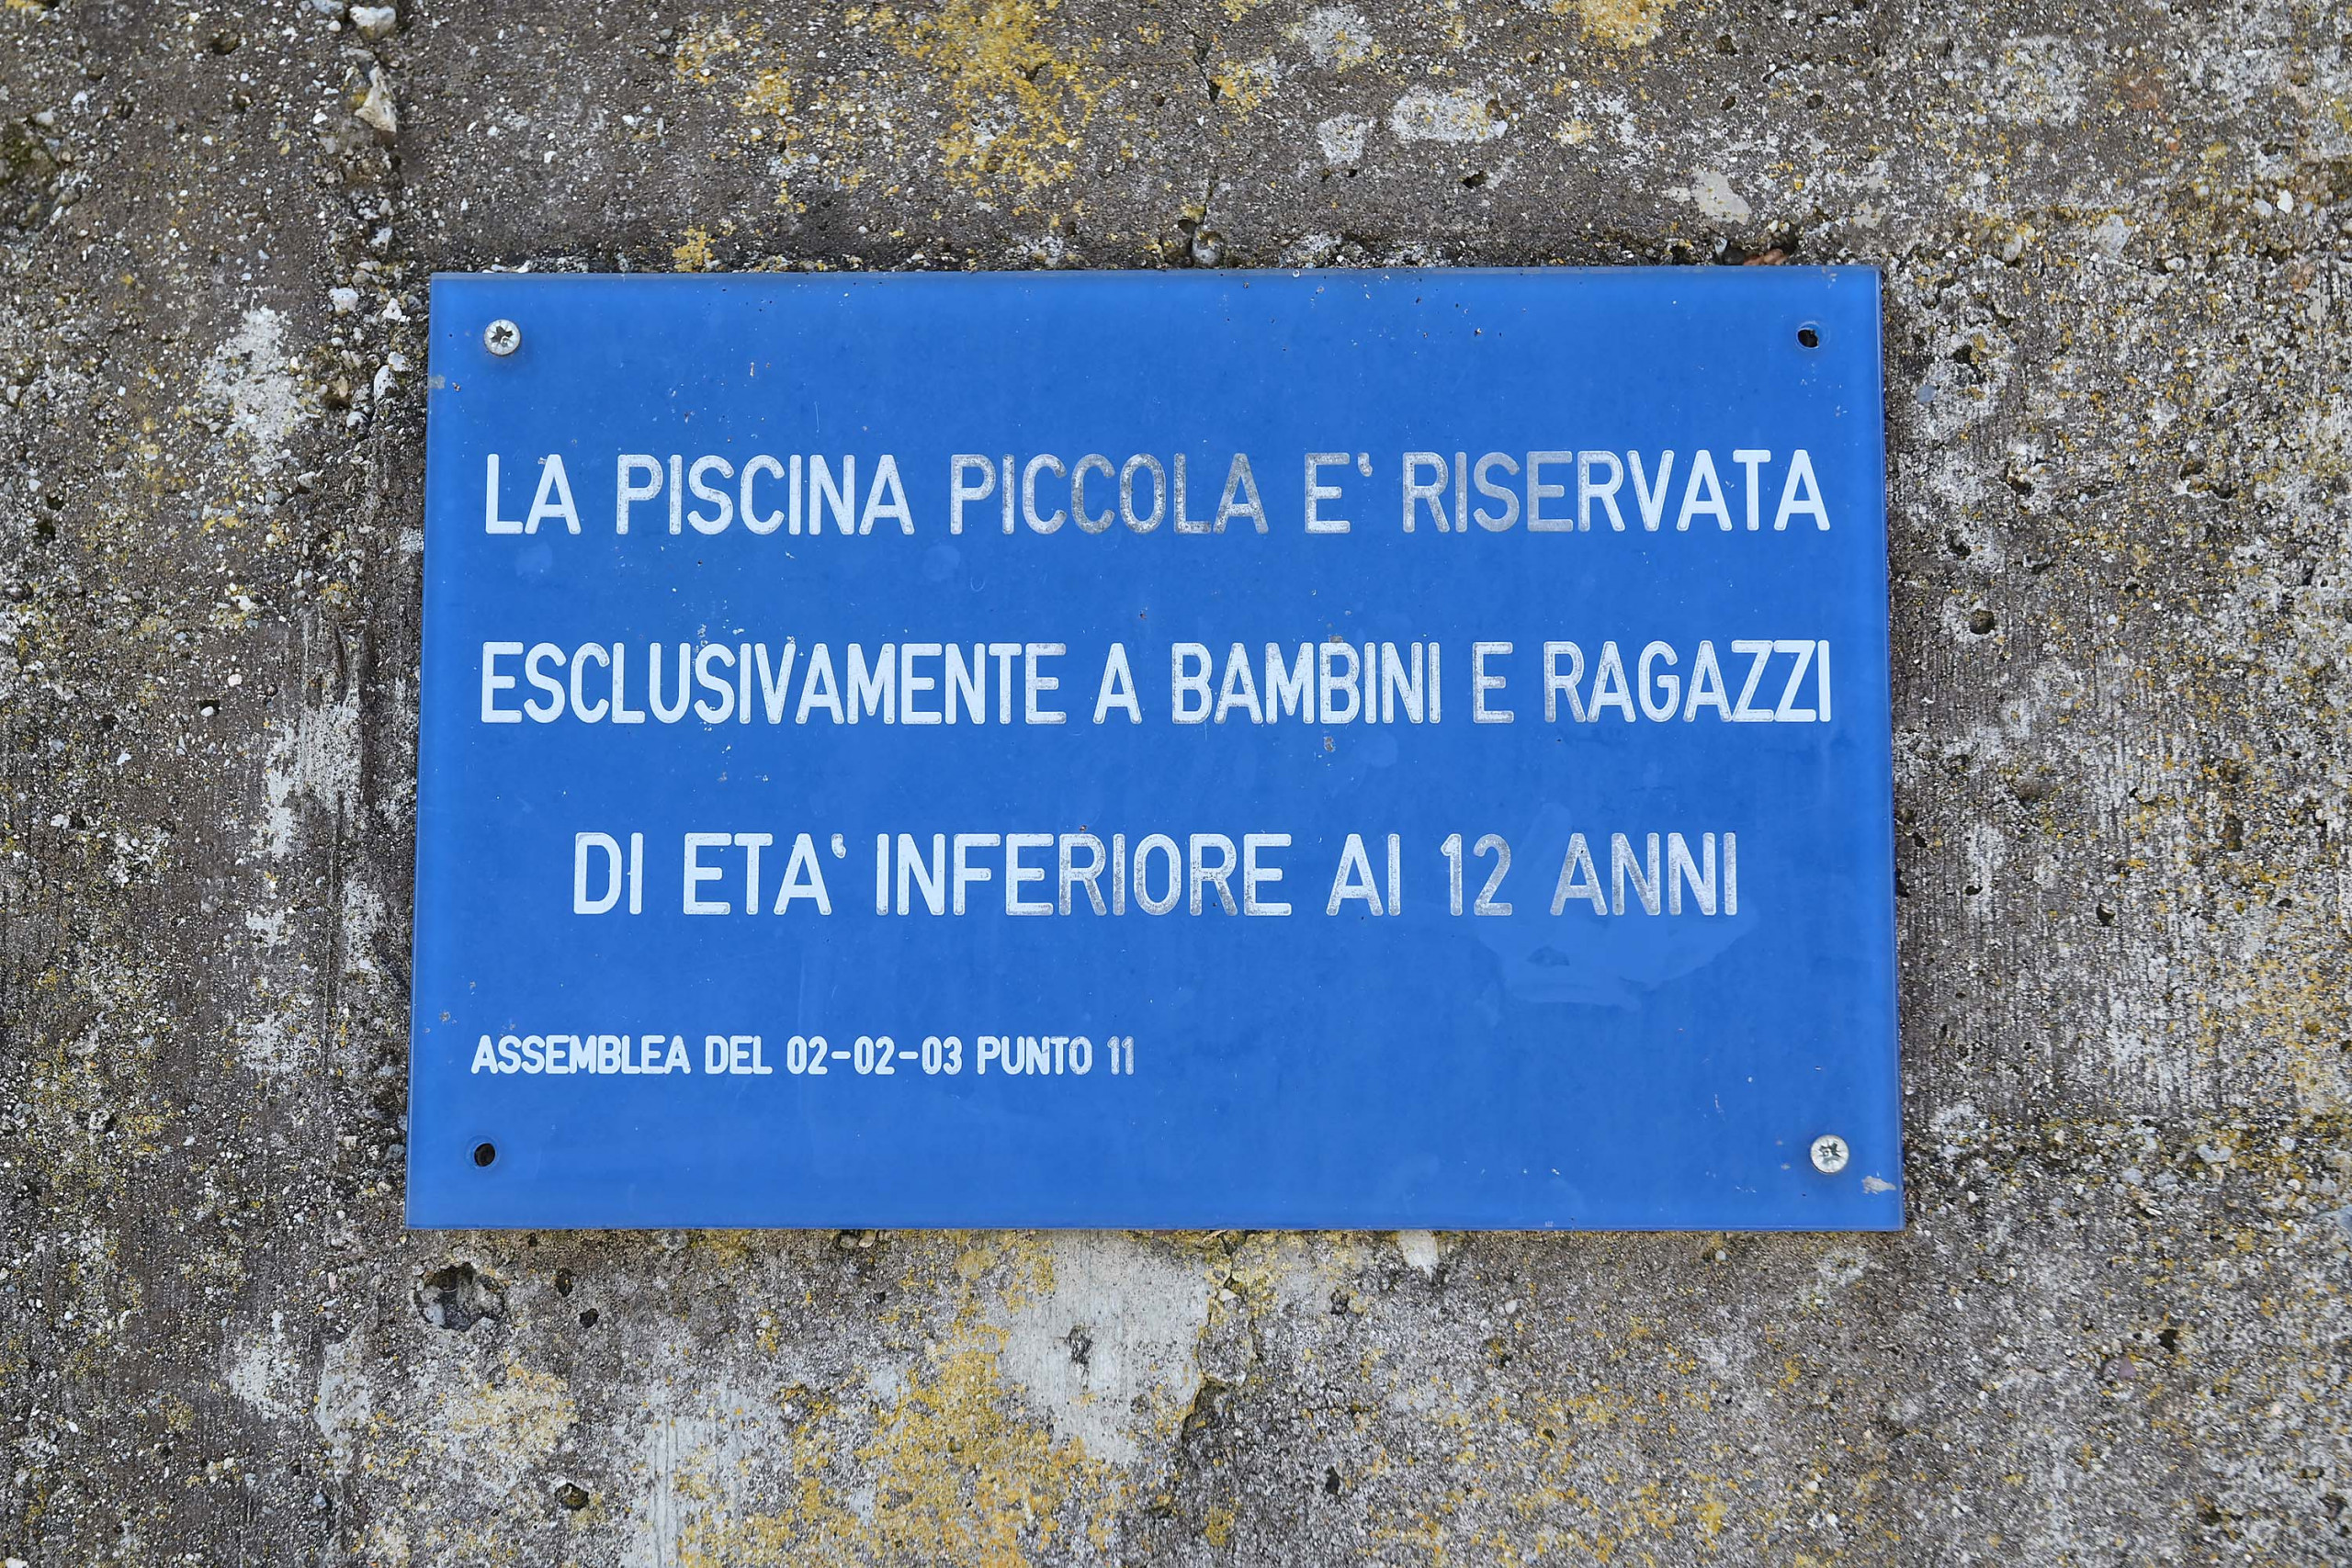 LA PISCINA PICCOLA E' RISERVATA
ESCLUSIVAMENTE A BAMBINI E RAGAZZI
DI ETA' INFERIORE AI 12 ANNI
ASSEMBLEA DEL 02-02-03 PUNTO 11